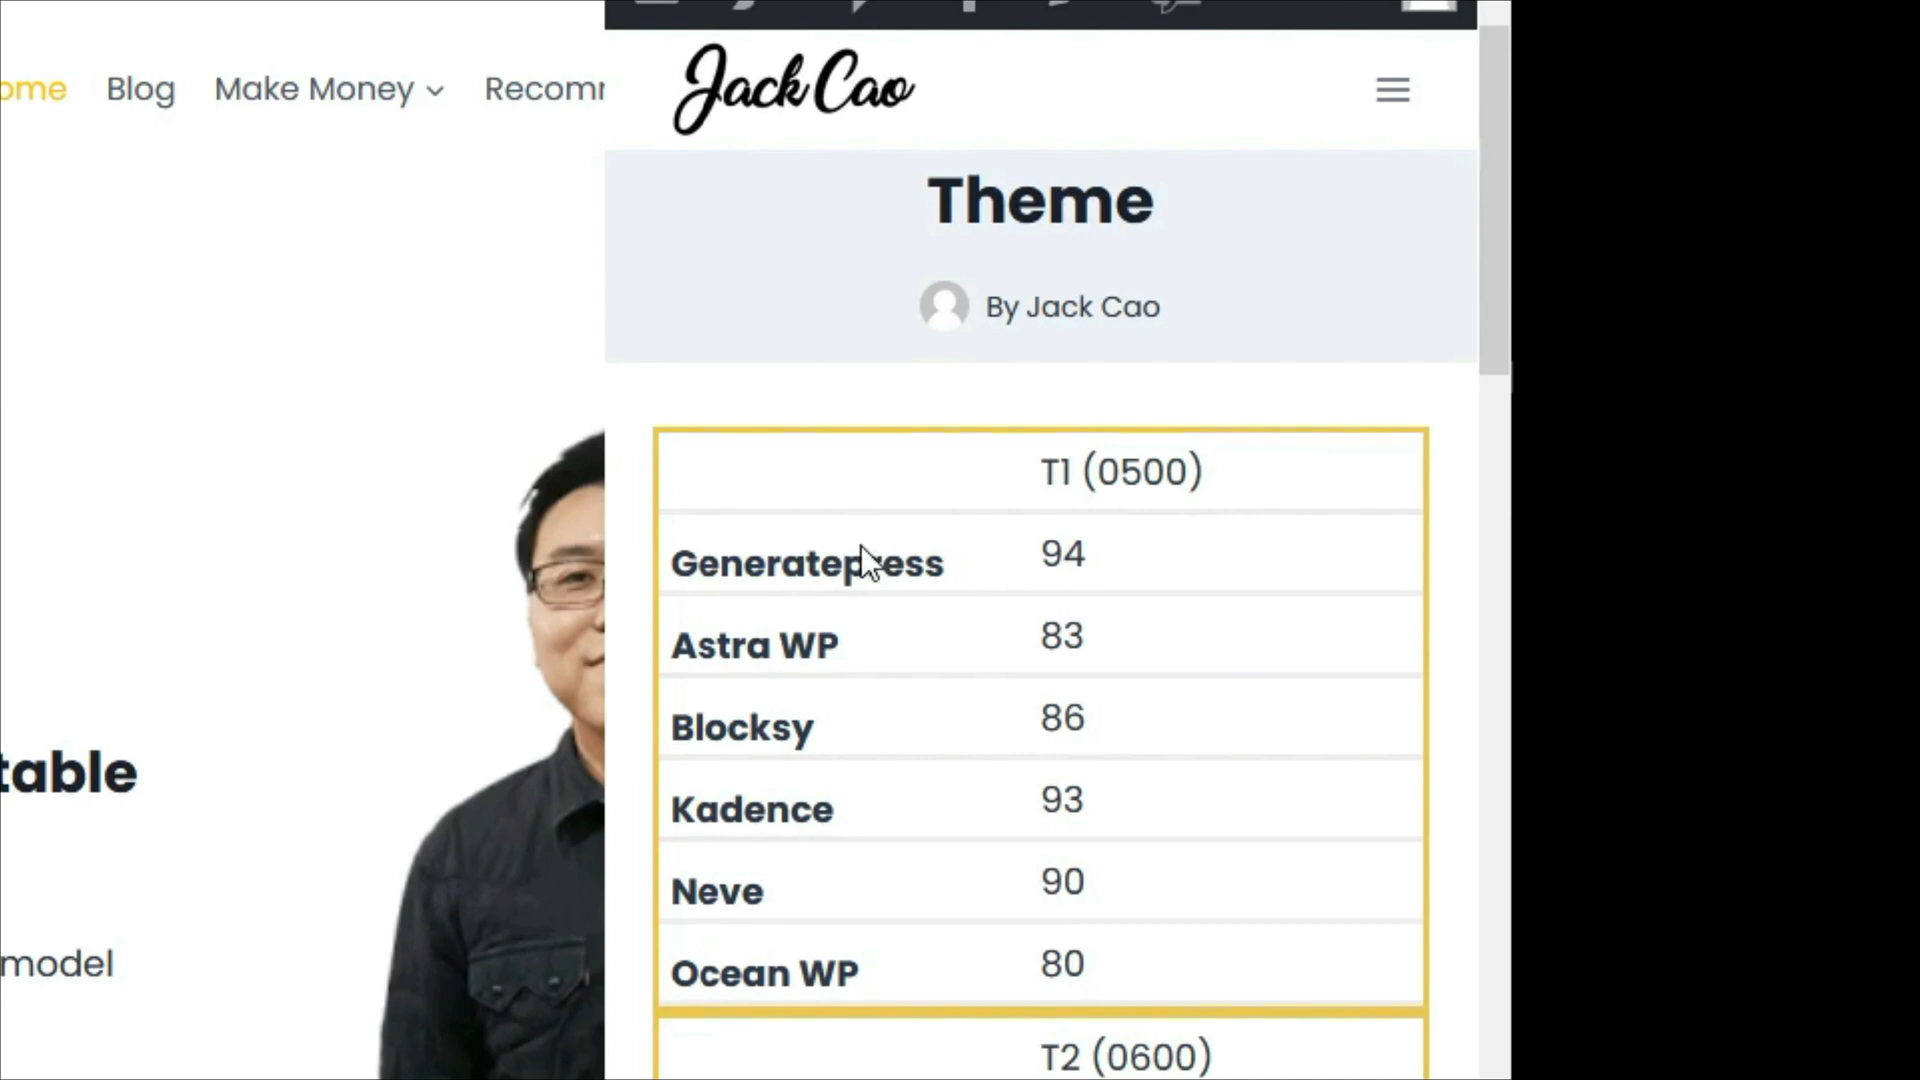 ome Blog Make Money Recom
table
model
Jack Cao
Theme
By Jack Cao
T1 (0500)
Generatepress 94
Astra WP 83
Blocksy 86
Kadence 93
Neve 90
Ocean WP 80
T2 (0600)